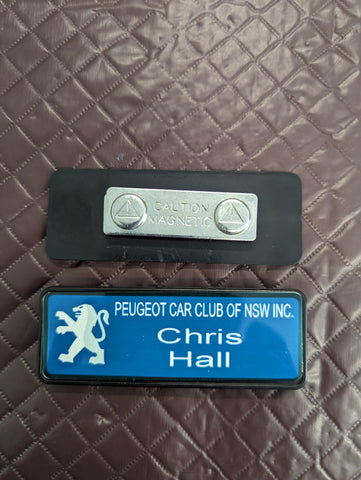 CAUTION
MAGNETIC
PEUGEOT CAR CLUB OF NSW INC.
Chris
Hall